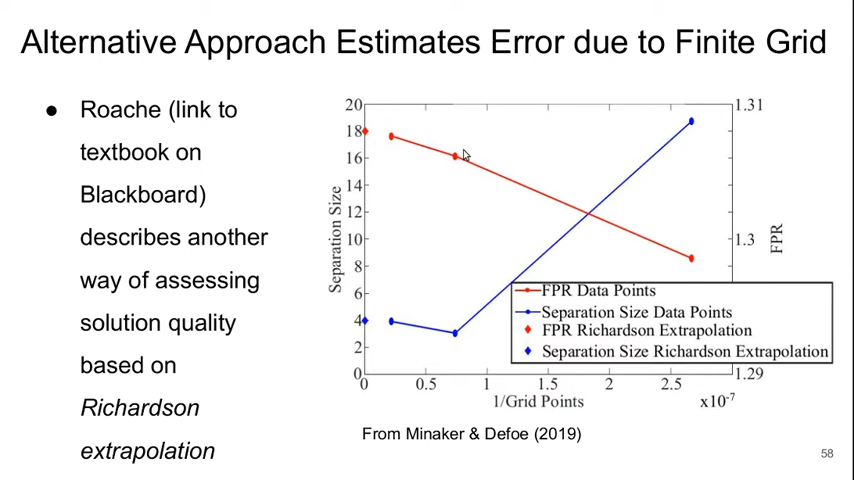 Alternative Approach Estimates Error due to Finite Grid
● Roache (link to
textbook on
Blackboard)
describes another
way of assessing
solution quality
based on
Richardson
extrapolation
20
18
16
14
12
10
8
6
4
2
0
Separation Size
1.31
1.3
1.29
FPR
FPR Data Points
Separation Size Data Points
FPR Richardson Extrapolation
Separation Size Richardson Extrapolation
0 0.5 1 1.5 2 2.5
1/Grid Points
x10-7
From Minaker & Defoe (2019)
58